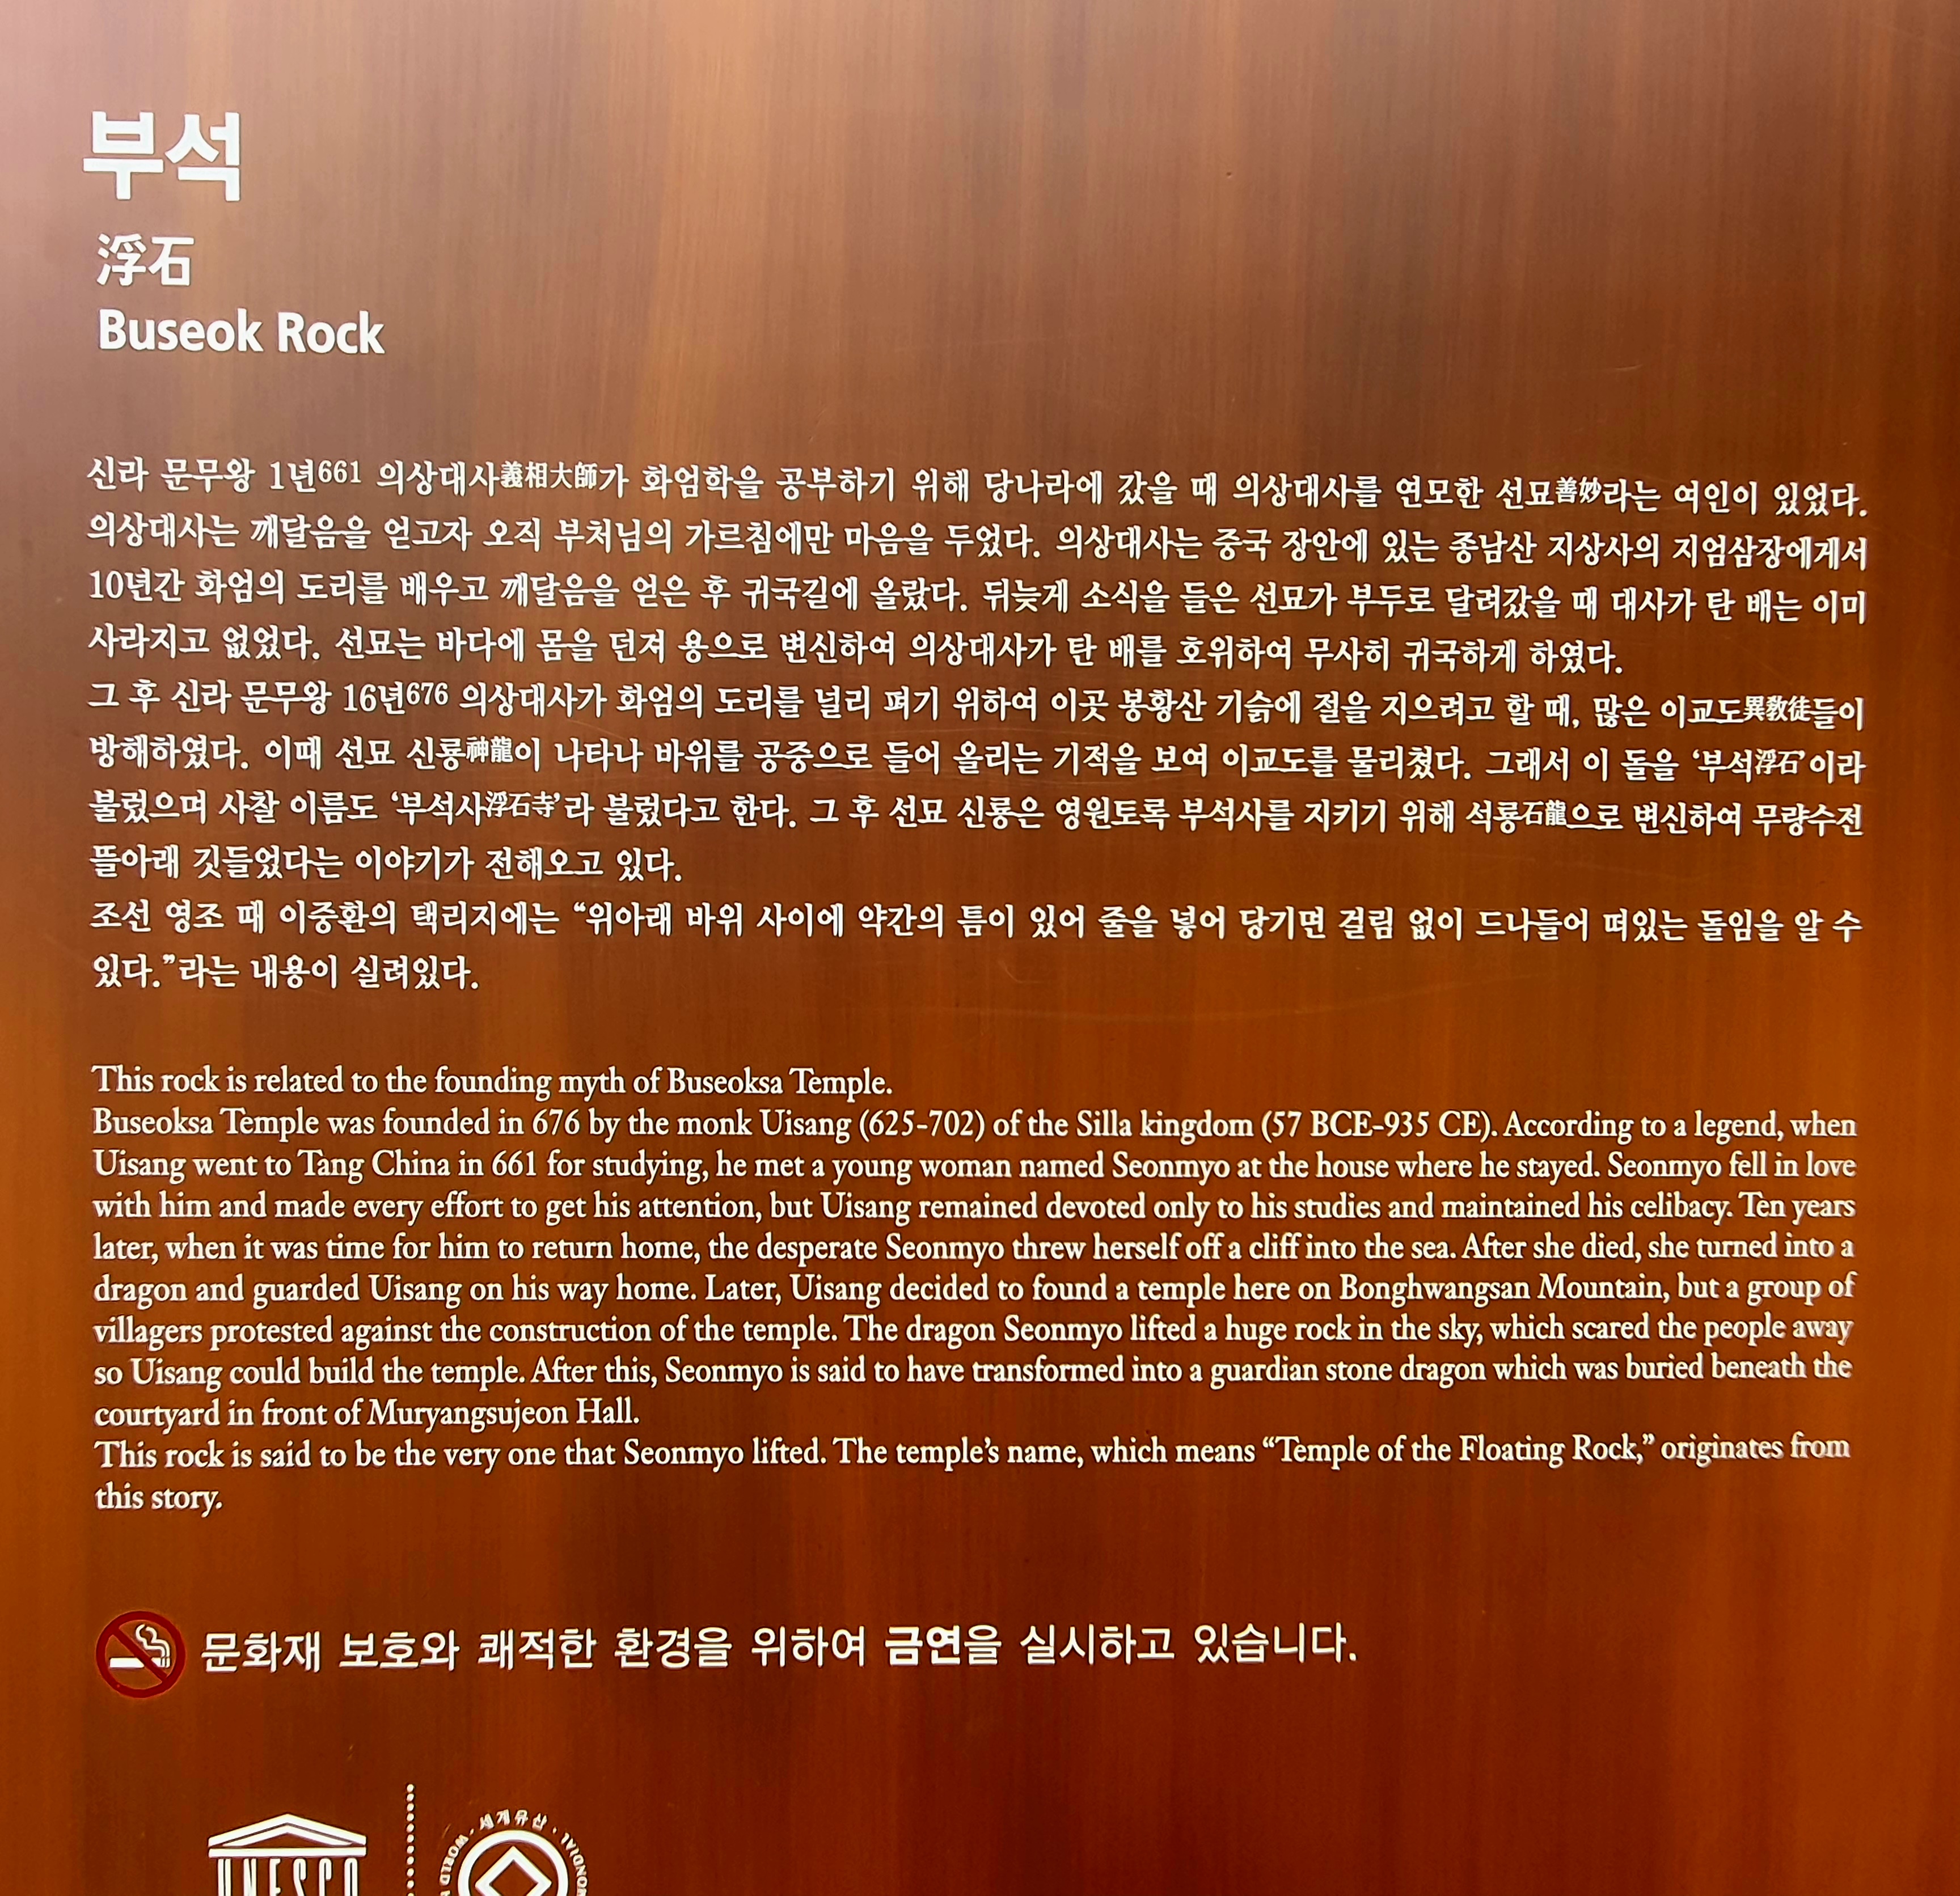 부석
浮石
Buseok Rock
신라 문무왕 1년661 의상대사義相大師가 화엄학을 공부하기 위해 당나라에 갔을 때 의상대사를 연모한 선묘善妙라는 여인이 있었다.
의상대사는 깨달음을 얻고자 오직 부처님의 가르침에만 마음을 두었다. 의상대사는 중국 장안에 있는 종남산 지상사의 지엄삼장에게서
10년간 화엄의 도리를 배우고 깨달음을 얻은 후 귀국길에 올랐다. 뒤늦게 소식을 들은 선묘가 부두로 달려갔을 때 대사가 탄 배는 이미
사라지고 없었다. 선묘는 바다에 몸을 던져 용으로 변신하여 의상대사가 탄 배를 호위하여 무사히 귀국하게 하였다.
그 후 신라 문무왕 16년676 의상대사가 화엄의 도리를 널리 펴기 위하여 이곳 봉황산 기슭에 절을 지으려고 할 때, 많은 이교도異敎徒들이
방해하였다. 이때 선묘 신룡神龍이 나타나 바위를 공중으로 들어 올리는 기적을 보여 이교도를 물리쳤다. 그래서 이 돌을 ‘부석浮石’이라
불렀으며 사찰 이름도 ‘부석사浮石寺’라 불렀다고 한다. 그 후 선묘 신룡은 영원토록 부석사를 지키기 위해 석룡石龍으로 변신하여 무량수전
뜰아래 깃들었다는 이야기가 전해오고 있다.
조선 영조 때 이중환의 택리지에는 “위아래 바위 사이에 약간의 틈이 있어 줄을 넣어 당기면 걸림 없이 드나들어 떠있는 돌임을 알 수
있다.”라는 내용이 실려있다.
This rock is related to the founding myth of Buseoksa Temple.
Buseoksa Temple was founded in 676 by the monk Uisang (625-702) of the Silla kingdom (57 BCE-935 CE). According to a legend, when
Uisang went to Tang China in 661 for studying, he met a young woman named Seonmyo at the house where he stayed. Seonmyo fell in love
with him and made every effort to get his attention, but Uisang remained devoted only to his studies and maintained his celibacy. Ten years
later, when it was time for him to return home, the desperate Seonmyo threw herself off a cliff into the sea. After she died, she turned into a
dragon and guarded Uisang on his way home. Later, Uisang decided to found a temple here on Bonghwangsan Mountain, but a group of
villagers protested against the construction of the temple. The dragon Seonmyo lifted a huge rock in the sky, which scared the people away
so Uisang could build the temple. After this, Seonmyo is said to have transformed into a guardian stone dragon which was buried beneath the
courtyard in front of Muryangsujeon Hall.
This rock is said to be the very one that Seonmyo lifted. The temple’s name, which means “Temple of the Floating Rock,” originates from
this story.
문화재 보호와 쾌적한 환경을 위하여 금연을 실시하고 있습니다.
UNESCO
WORLD · 세계유산 ·